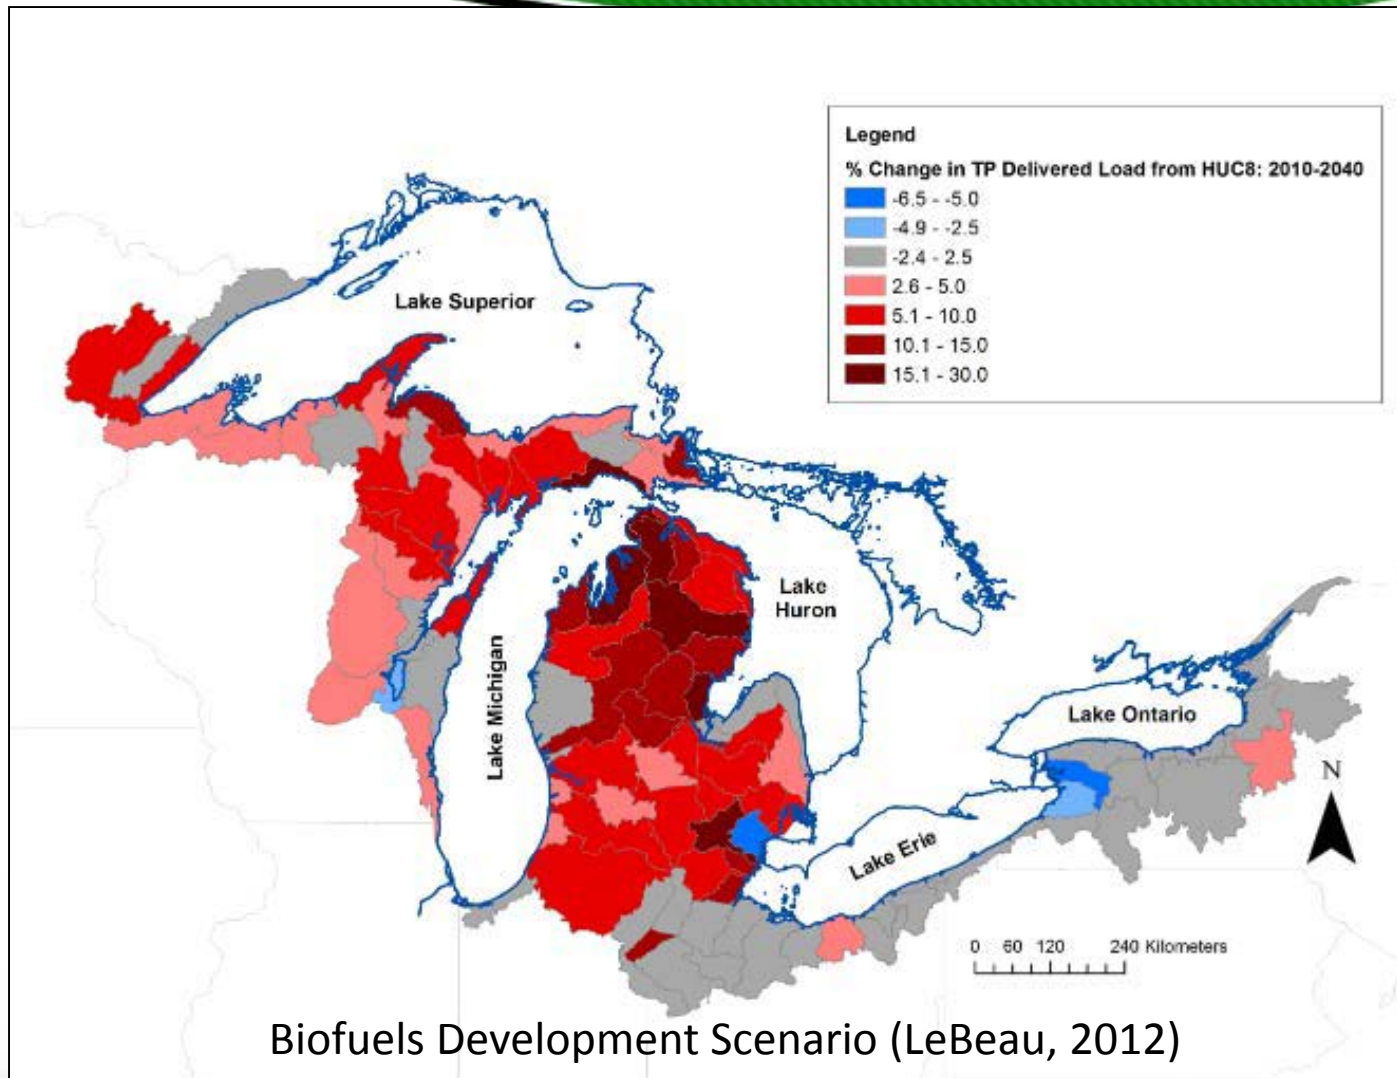 Legend
% Change in TP Delivered Load from HUC8: 2010-2040
-6.5 - -5.0
-4.9 - -2.5
-2.4 - 2.5
2.6 - 5.0
5.1 - 10.0
10.1 - 15.0
15.1 - 30.0
Lake Superior
Lake
Huron
Lake Michigan
Lake Ontario
Lake Erie
N
0 60 120 240 Kilometers
Biofuels Development Scenario (LeBeau, 2012)